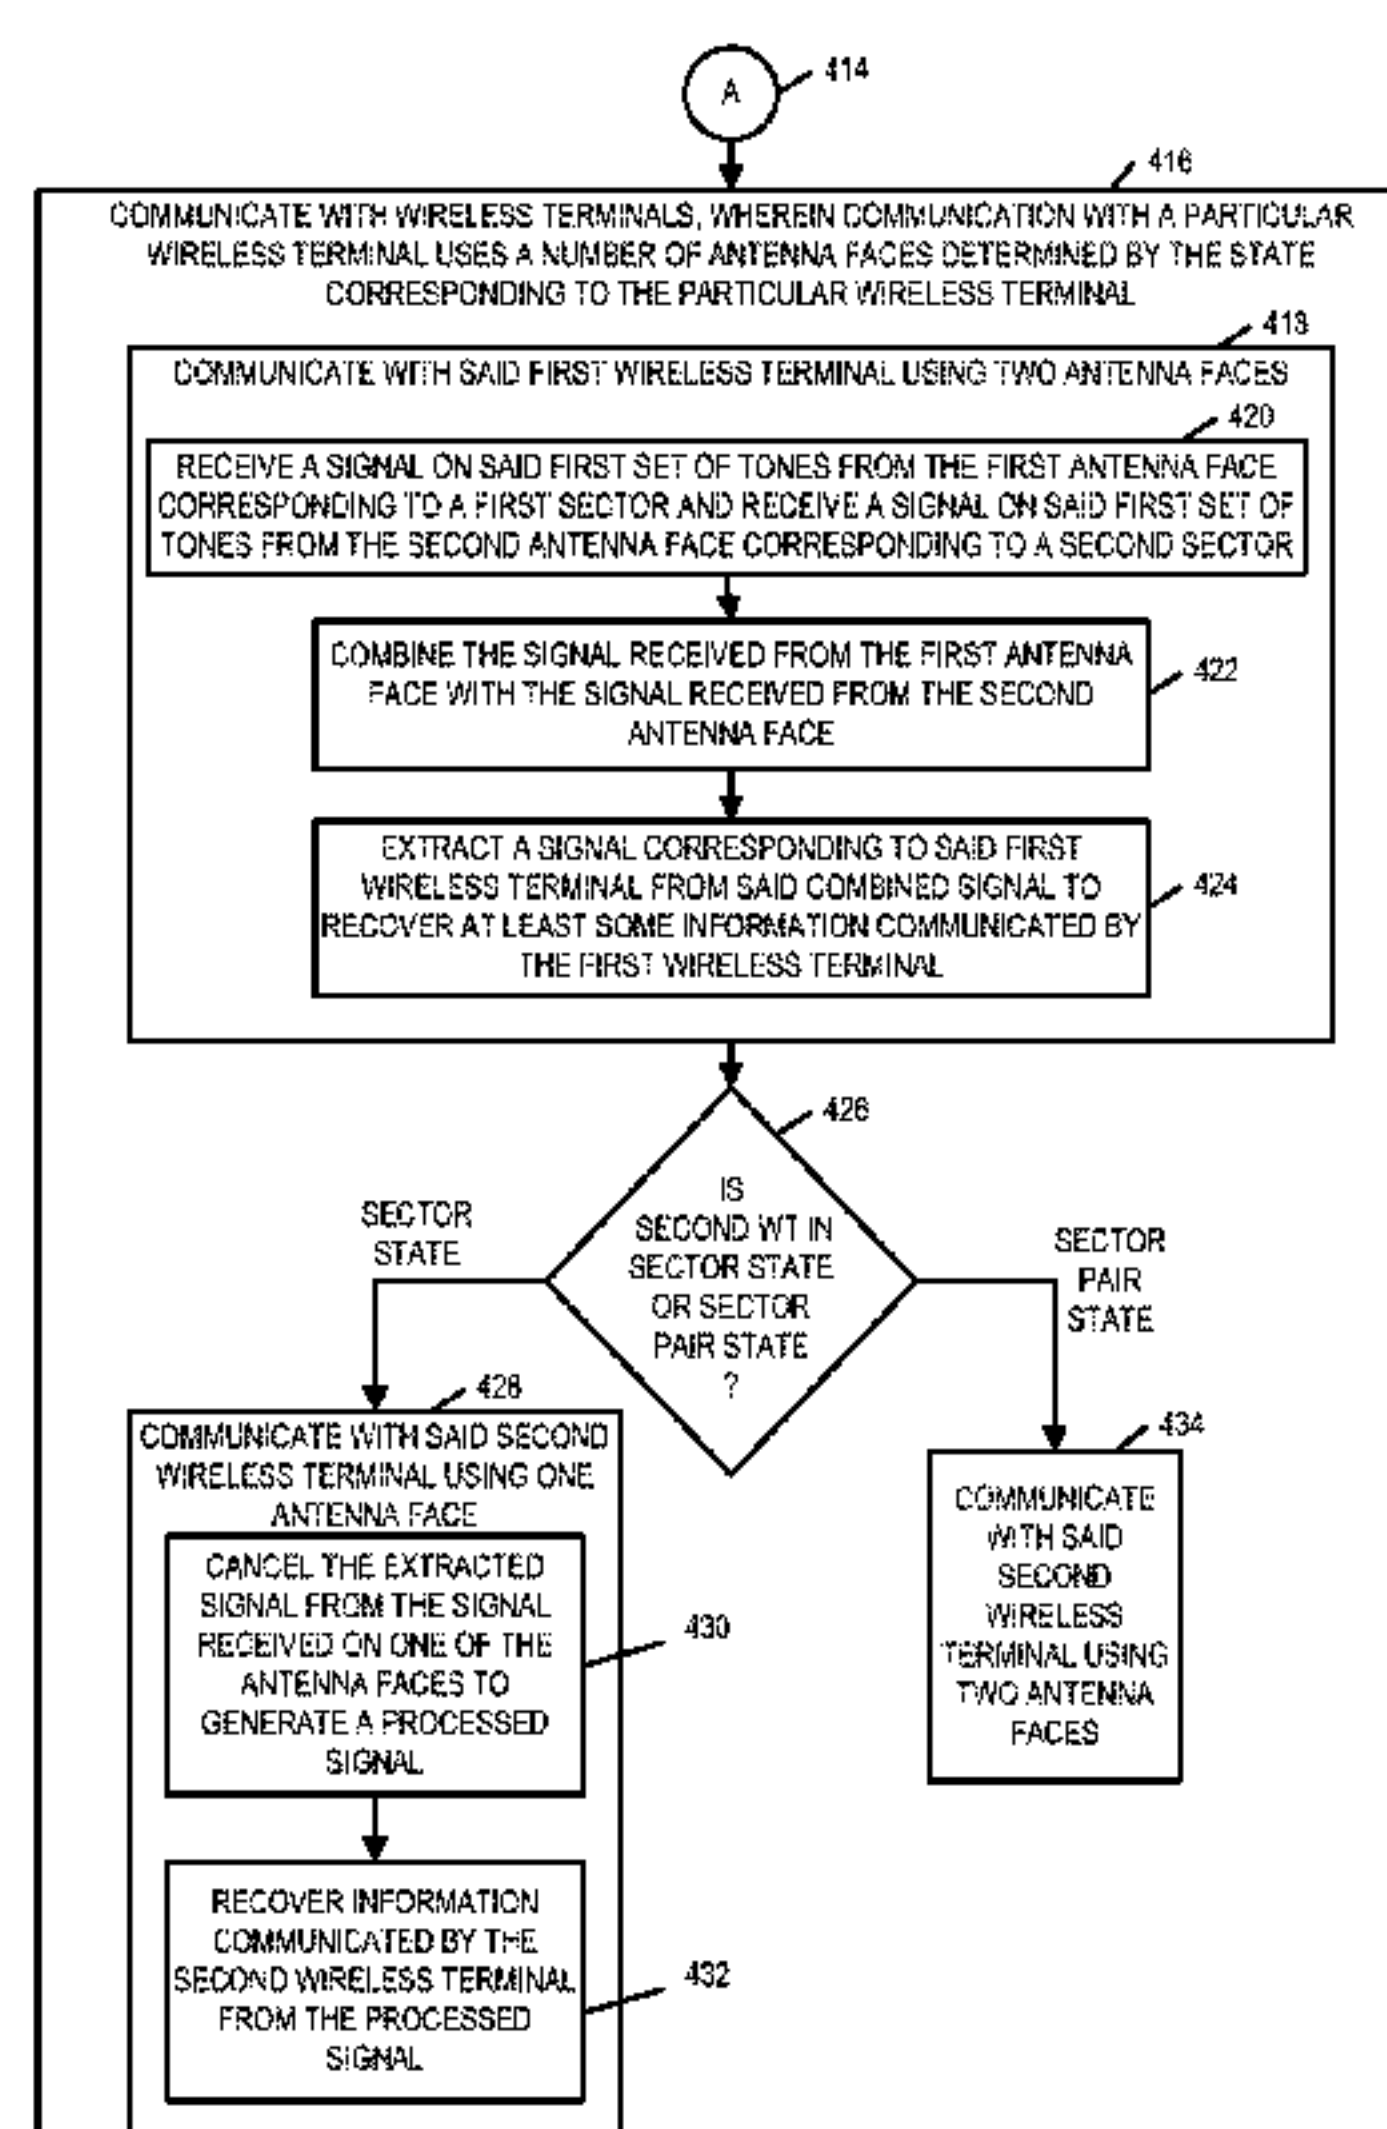 A
414
416
COMMUNICATE WITH WIRELESS TERMINALS, WHEREIN COMMUNICATION WITH A PARTICULAR
WIRELESS TERMINAL USES A NUMBER OF ANTENNA FACES DETERMINED BY THE STATE
CORRESPONDING TO THE PARTICULAR WIRELESS TERMINAL
418
COMMUNICATE WITH SAID FIRST WIRELESS TERMINAL USING TWO ANTENNA FACES
420
RECEIVE A SIGNAL ON SAID FIRST SET OF TONES FROM THE FIRST ANTENNA FACE
CORRESPONDING TO A FIRST SECTOR AND RECEIVE A SIGNAL ON SAID FIRST SET OF
TONES FROM THE SECOND ANTENNA FACE CORRESPONDING TO A SECOND SECTOR
COMBINE THE SIGNAL RECEIVED FROM THE FIRST ANTENNA
FACE WITH THE SIGNAL RECEIVED FROM THE SECOND
ANTENNA FACE
422
EXTRACT A SIGNAL CORRESPONDING TO SAID FIRST
WIRELESS TERMINAL FROM SAID COMBINED SIGNAL TO
RECOVER AT LEAST SOME INFORMATION COMMUNICATED BY
THE FIRST WIRELESS TERMINAL
424
426
IS
SECOND WT IN
SECTOR STATE
OR SECTOR
PAIR STATE
?
SECTOR
STATE
SECTOR
PAIR
STATE
428
COMMUNICATE WITH SAID SECOND
WIRELESS TERMINAL USING ONE
ANTENNA FACE
CANCEL THE EXTRACTED
SIGNAL FROM THE SIGNAL
RECEIVED ON ONE OF THE
ANTENNA FACES TO
GENERATE A PROCESSED
SIGNAL
430
RECOVER INFORMATION
COMMUNICATED BY THE
SECOND WIRELESS TERMINAL
FROM THE PROCESSED
SIGNAL
432
434
COMMUNICATE
WITH SAID
SECOND
WIRELESS
TERMINAL USING
TWO ANTENNA
FACES